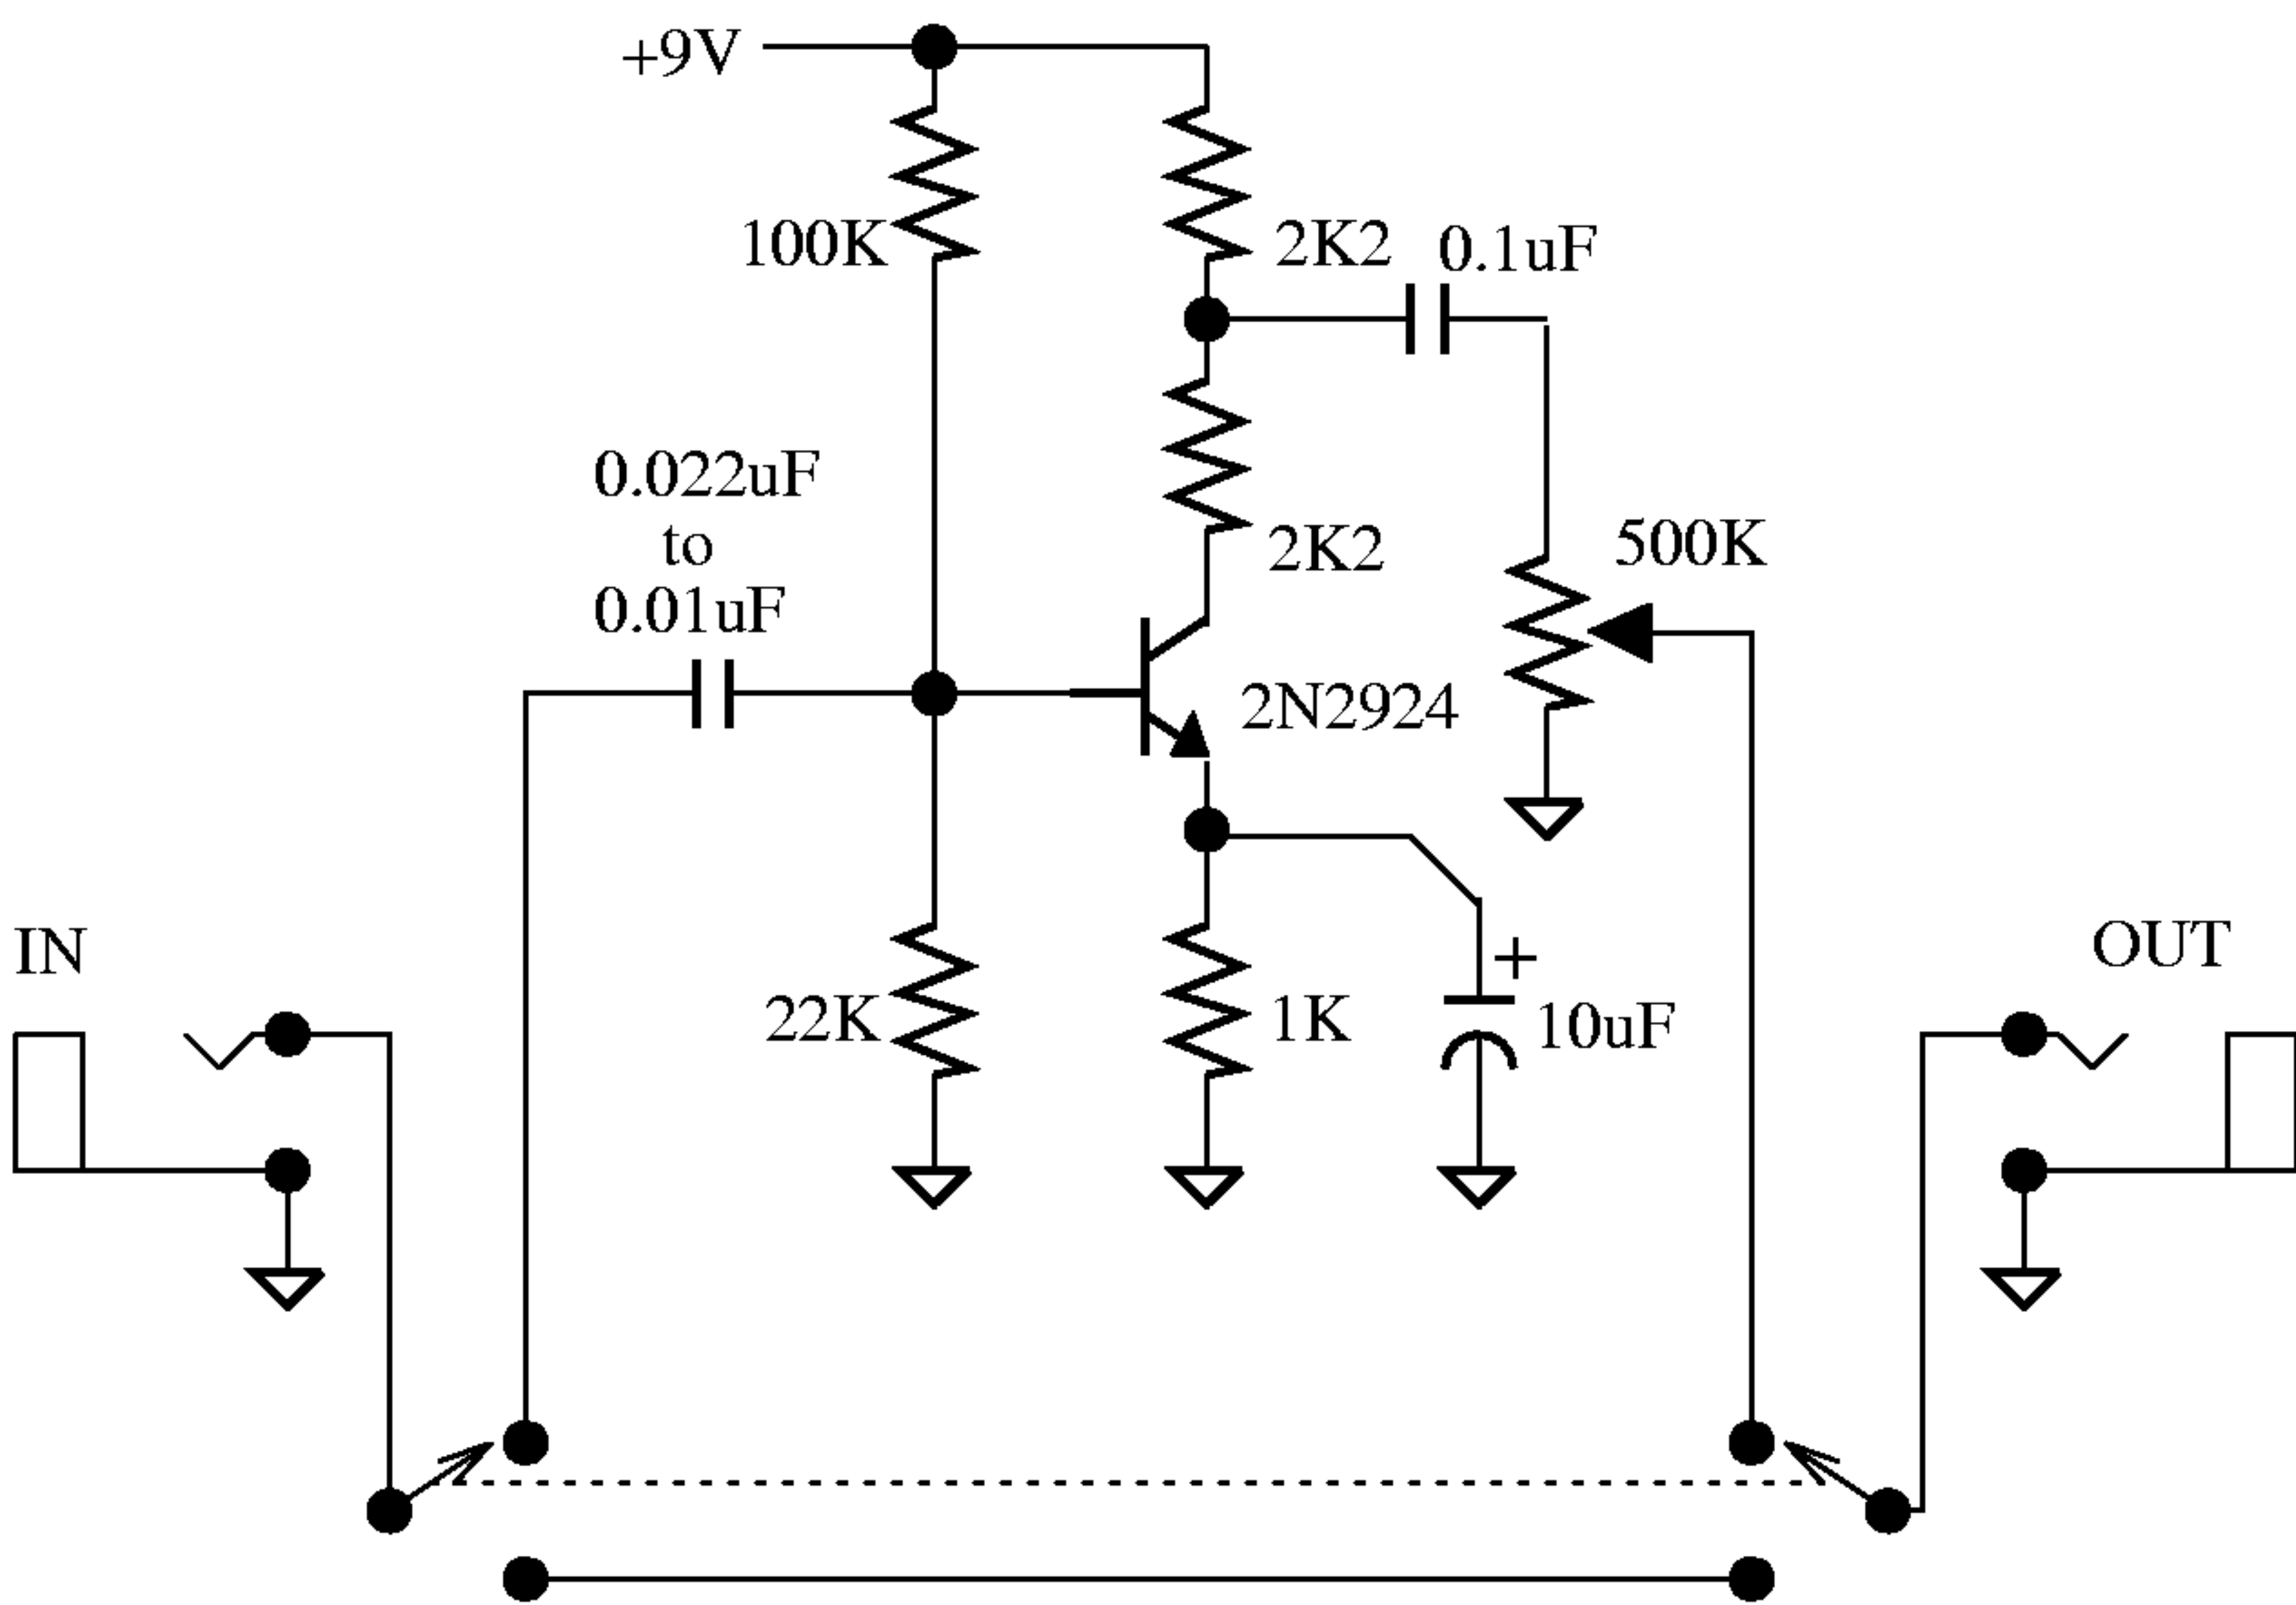 +9V
100K
2K2
0.1uF
0.022uF
to
0.01uF
2K2
500K
2N2924
IN
OUT
22K
1K
+
10uF